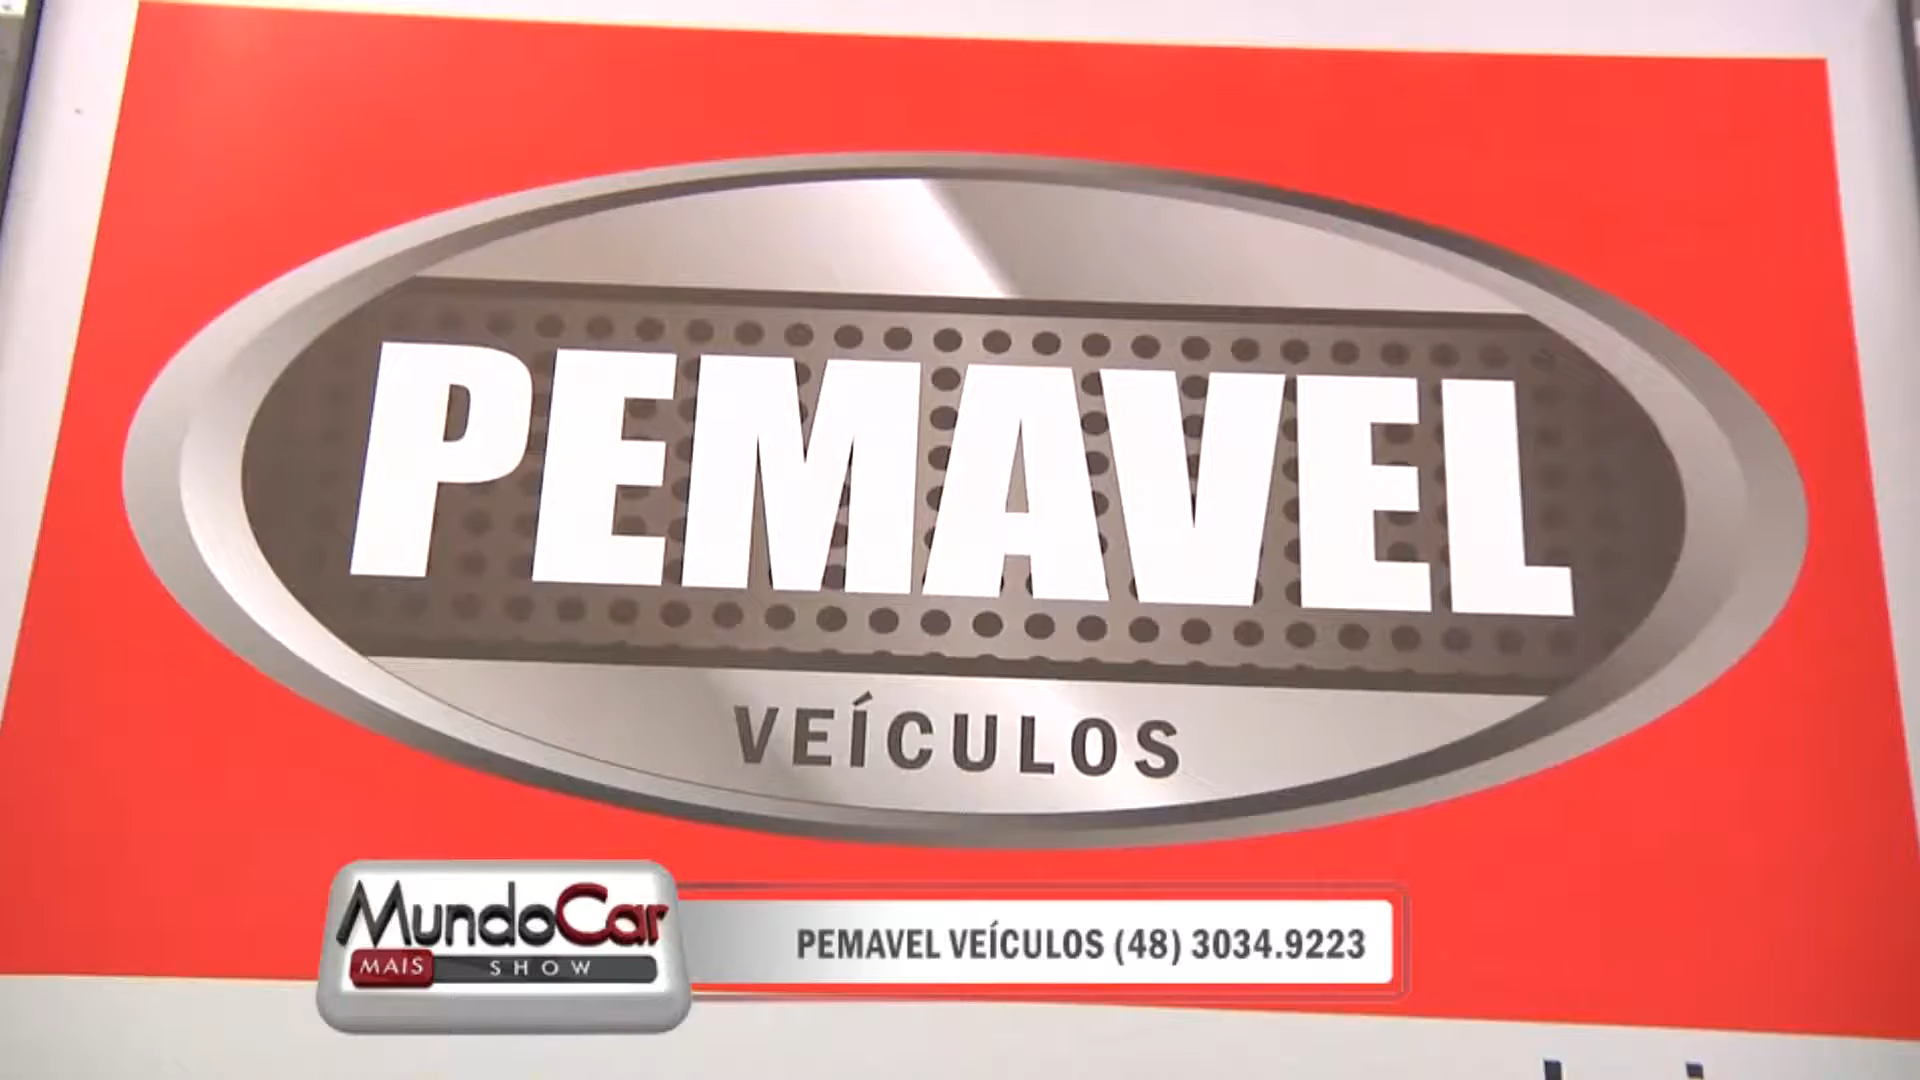 PEMAVEL
VEÍCULOS
MundoCar
MAIS SHOW
PEMAVEL VEÍCULOS (48) 3034.9223